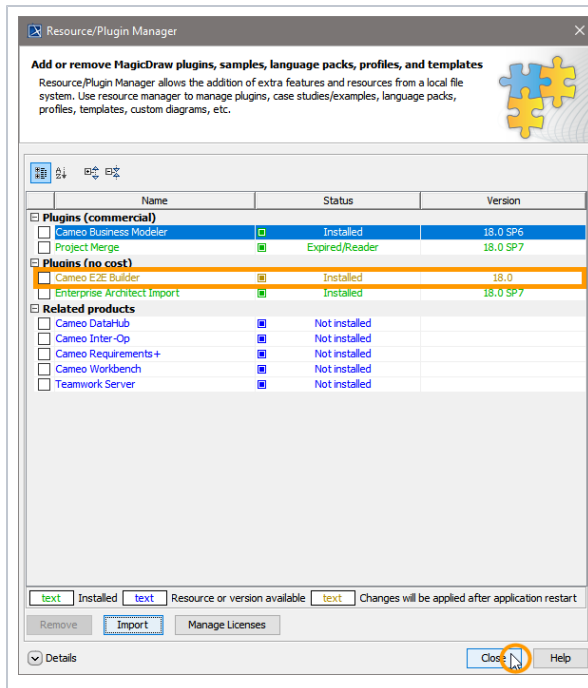 Resource/Plugin Manager
Add or remove MagicDraw plugins, samples, language packs, profiles, and templates
Resource/Plugin Manager allows the addition of extra features and resources from a local file
system. Use resource manager to manage plugins, case studies/examples, language packs,
profiles, templates, custom diagrams, etc.
Name Status Version
Plugins (commercial)
Cameo Business Modeler Installed 18.0 SP6
Project Merge Expired/Reader 18.0 SP7
Plugins (no cost)
Cameo E2E Builder Installed 18.0
Enterprise Architect Import Installed 18.0 SP7
Related products
Cameo DataHub Not installed
Cameo Inter-Op Not installed
Cameo Requirements+ Not installed
Cameo Workbench Not installed
Teamwork Server Not installed
text Installed text Resource or version available text Changes will be applied after application restart
Remove Import Manage Licenses
Details Close Help